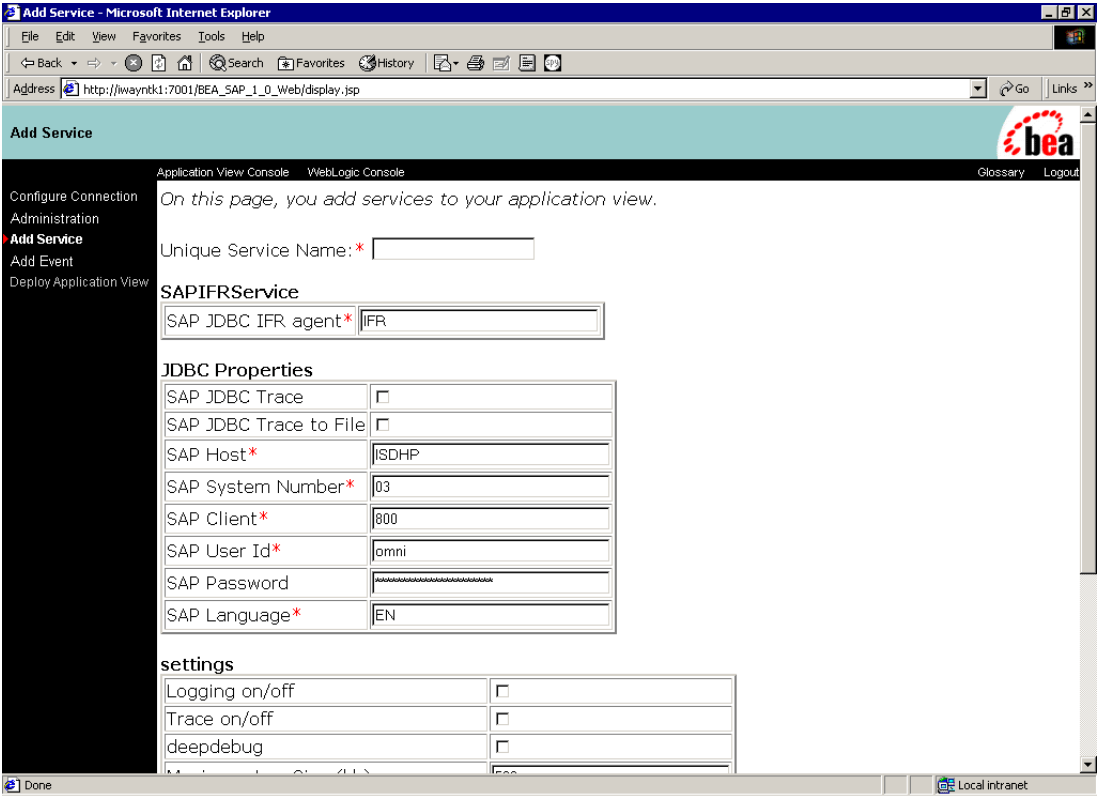 Add Service - Microsoft Internet Explorer
File Edit View Favorites Tools Help
Back Search Favorites History
Address http://iwayntk1:7001/BEA_SAP_1_0_Web/display.jsp Go Links »
Add Service
bea
Application View Console WebLogic Console Glossary Logout
Configure Connection
Administration
Add Service
Add Event
Deploy Application View
On this page, you add services to your application view.
Unique Service Name:*
SAPIFRService
SAP JDBC IFR agent* IFR
JDBC Properties
SAP JDBC Trace
SAP JDBC Trace to File
SAP Host* ISDHP
SAP System Number* 03
SAP Client* 800
SAP User Id* omni
SAP Password
SAP Language* EN
settings
Logging on/off
Trace on/off
deepdebug
Done Local intranet